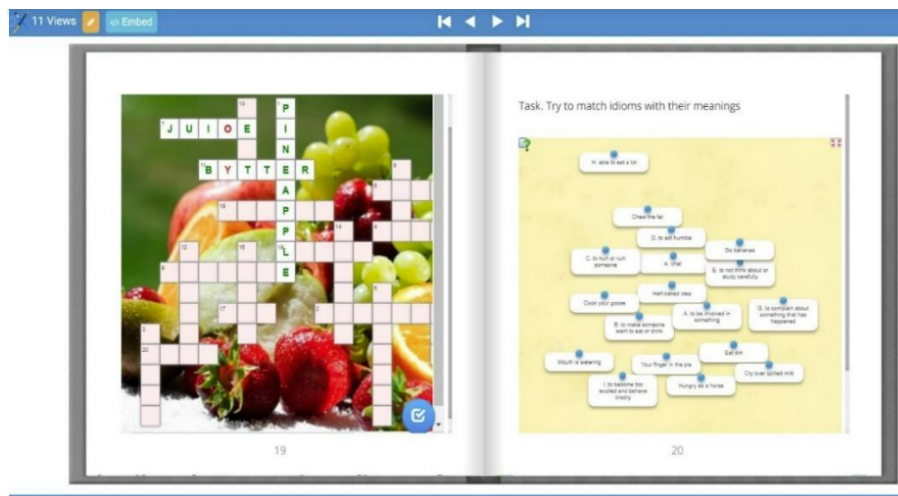 11 Views
Embed
JUIOE
PINEAPPLE
BYTTER
19
Task. Try to match idioms with their meanings
H. able to eat a lot
Chew the fat
D. to eat humble
Go bananas
C. to hurt or ruin
someone
A. chat
E. to not think about or
study carefully
Half-baked idea
Cook your goose
A. to be involved in
something
G. to complain about
something that has
happened
B. to make someone
want to eat or drink
Eat dirt
Mouth is watering
Your finger in the pie
Cry over spilled milk
I. to become too
excited and behave
crazily
Hungry as a horse
20